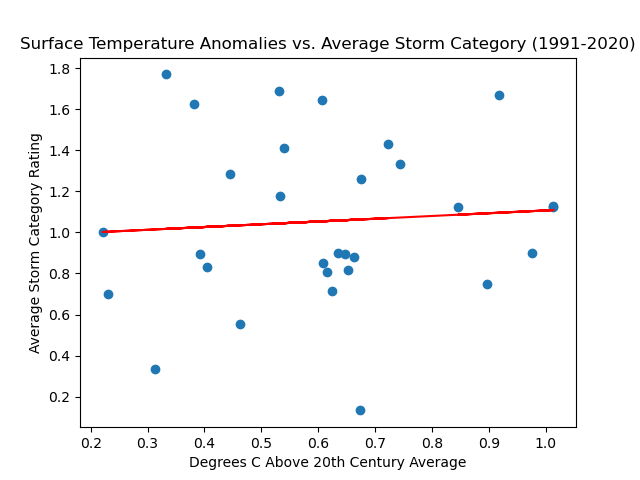 Surface Temperature Anomalies vs. Average Storm Category (1991-2020)
1.8
1.6
1.4
1.2
1.0
0.8
0.6
0.4
0.2
Average Storm Category Rating
0.2 0.3 0.4 0.5 0.6 0.7 0.8 0.9 1.0
Degrees C Above 20th Century Average